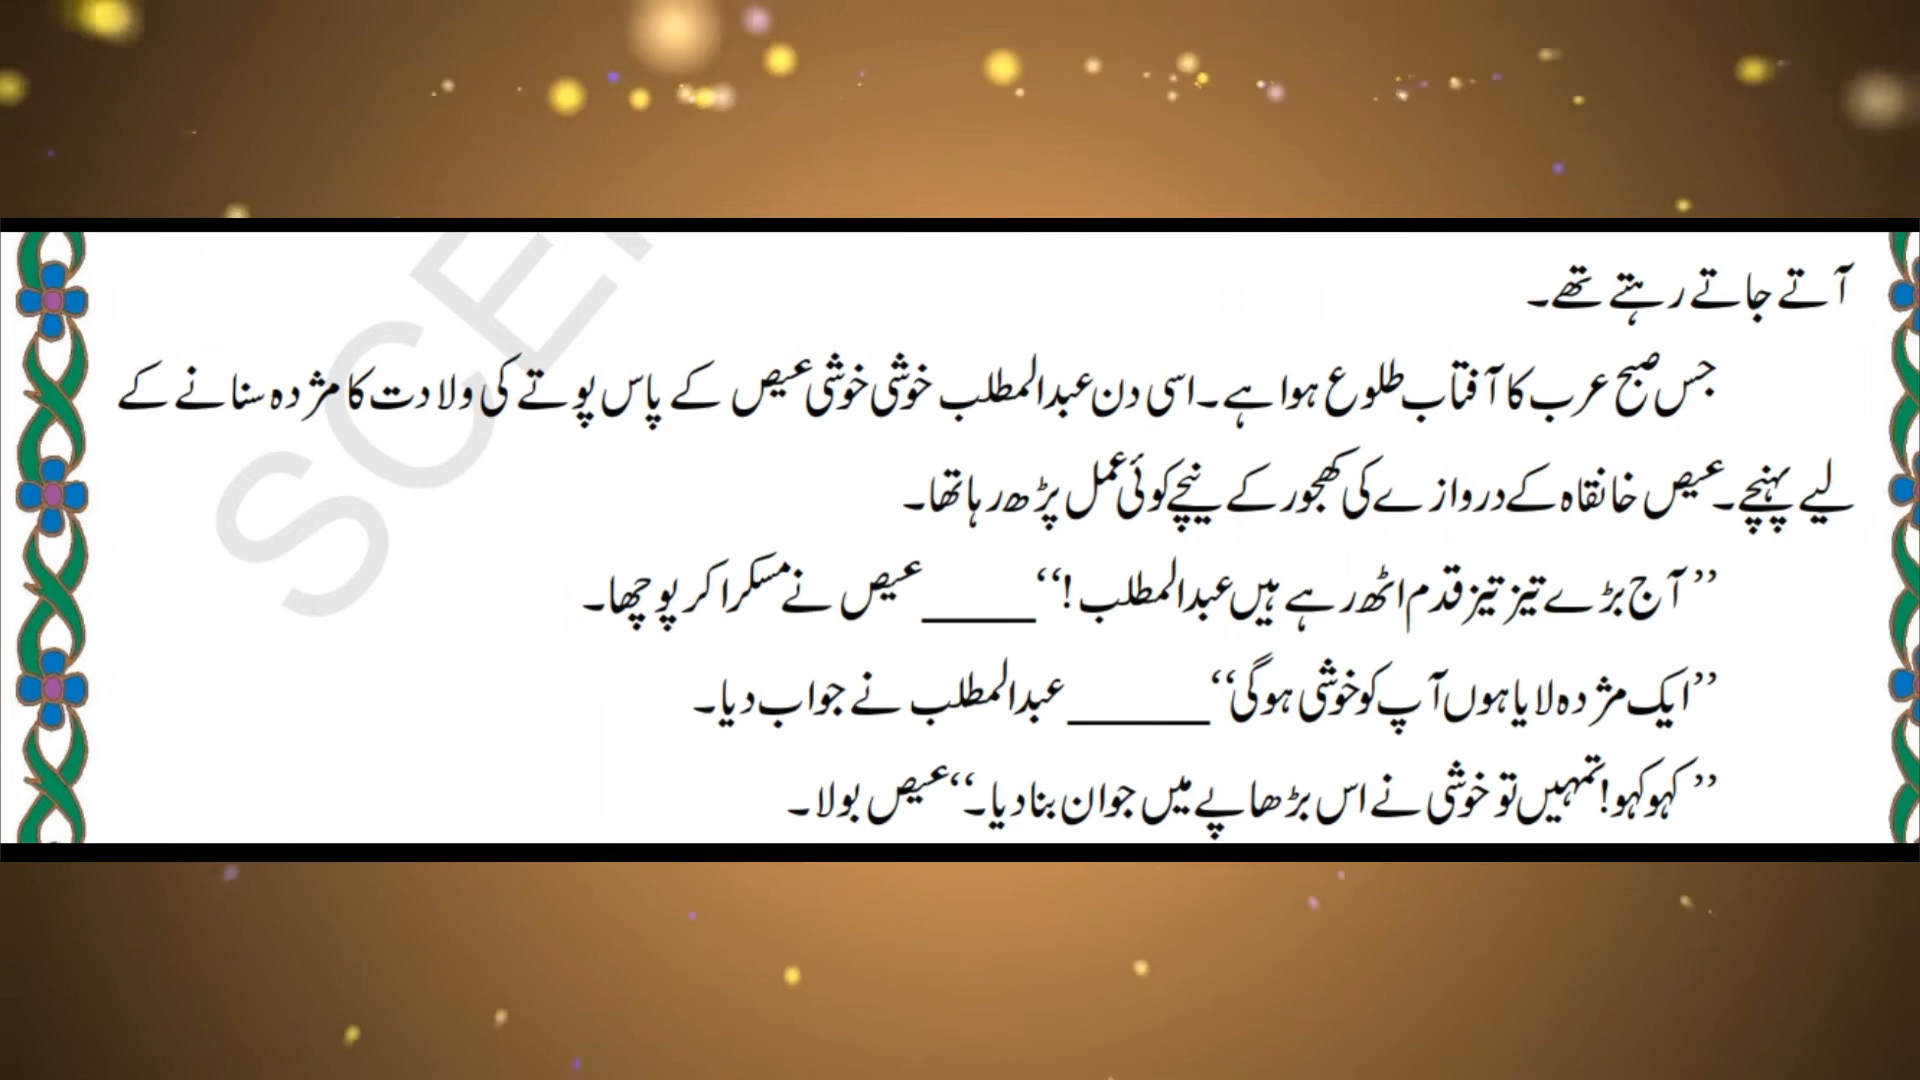 آتے جاتے رہتے تھے۔
جس صبح عرب کا آفتاب طلوع ہوا ہے۔ اسی دن عبدالمطلب خوشی خوشی عیص کے پاس پوتے کی ولادت کا مژدہ سنانے کے
لیے پہنچے۔ عیص خانقاہ کے دروازے کی کھجور کے نیچے کوئی عمل پڑھ رہا تھا۔
’’آج بڑے تیز تیز قدم اٹھ رہے ہیں عبدالمطلب!‘‘____ عیص نے مسکرا کر پوچھا۔
’’ایک مژدہ لایا ہوں آپ کو خوشی ہوگی‘‘_____ عبدالمطلب نے جواب دیا۔
’’کہو کہو! تمہیں تو خوشی نے اس بڑھاپے میں جوان بنا دیا۔‘‘ عیص بولا۔